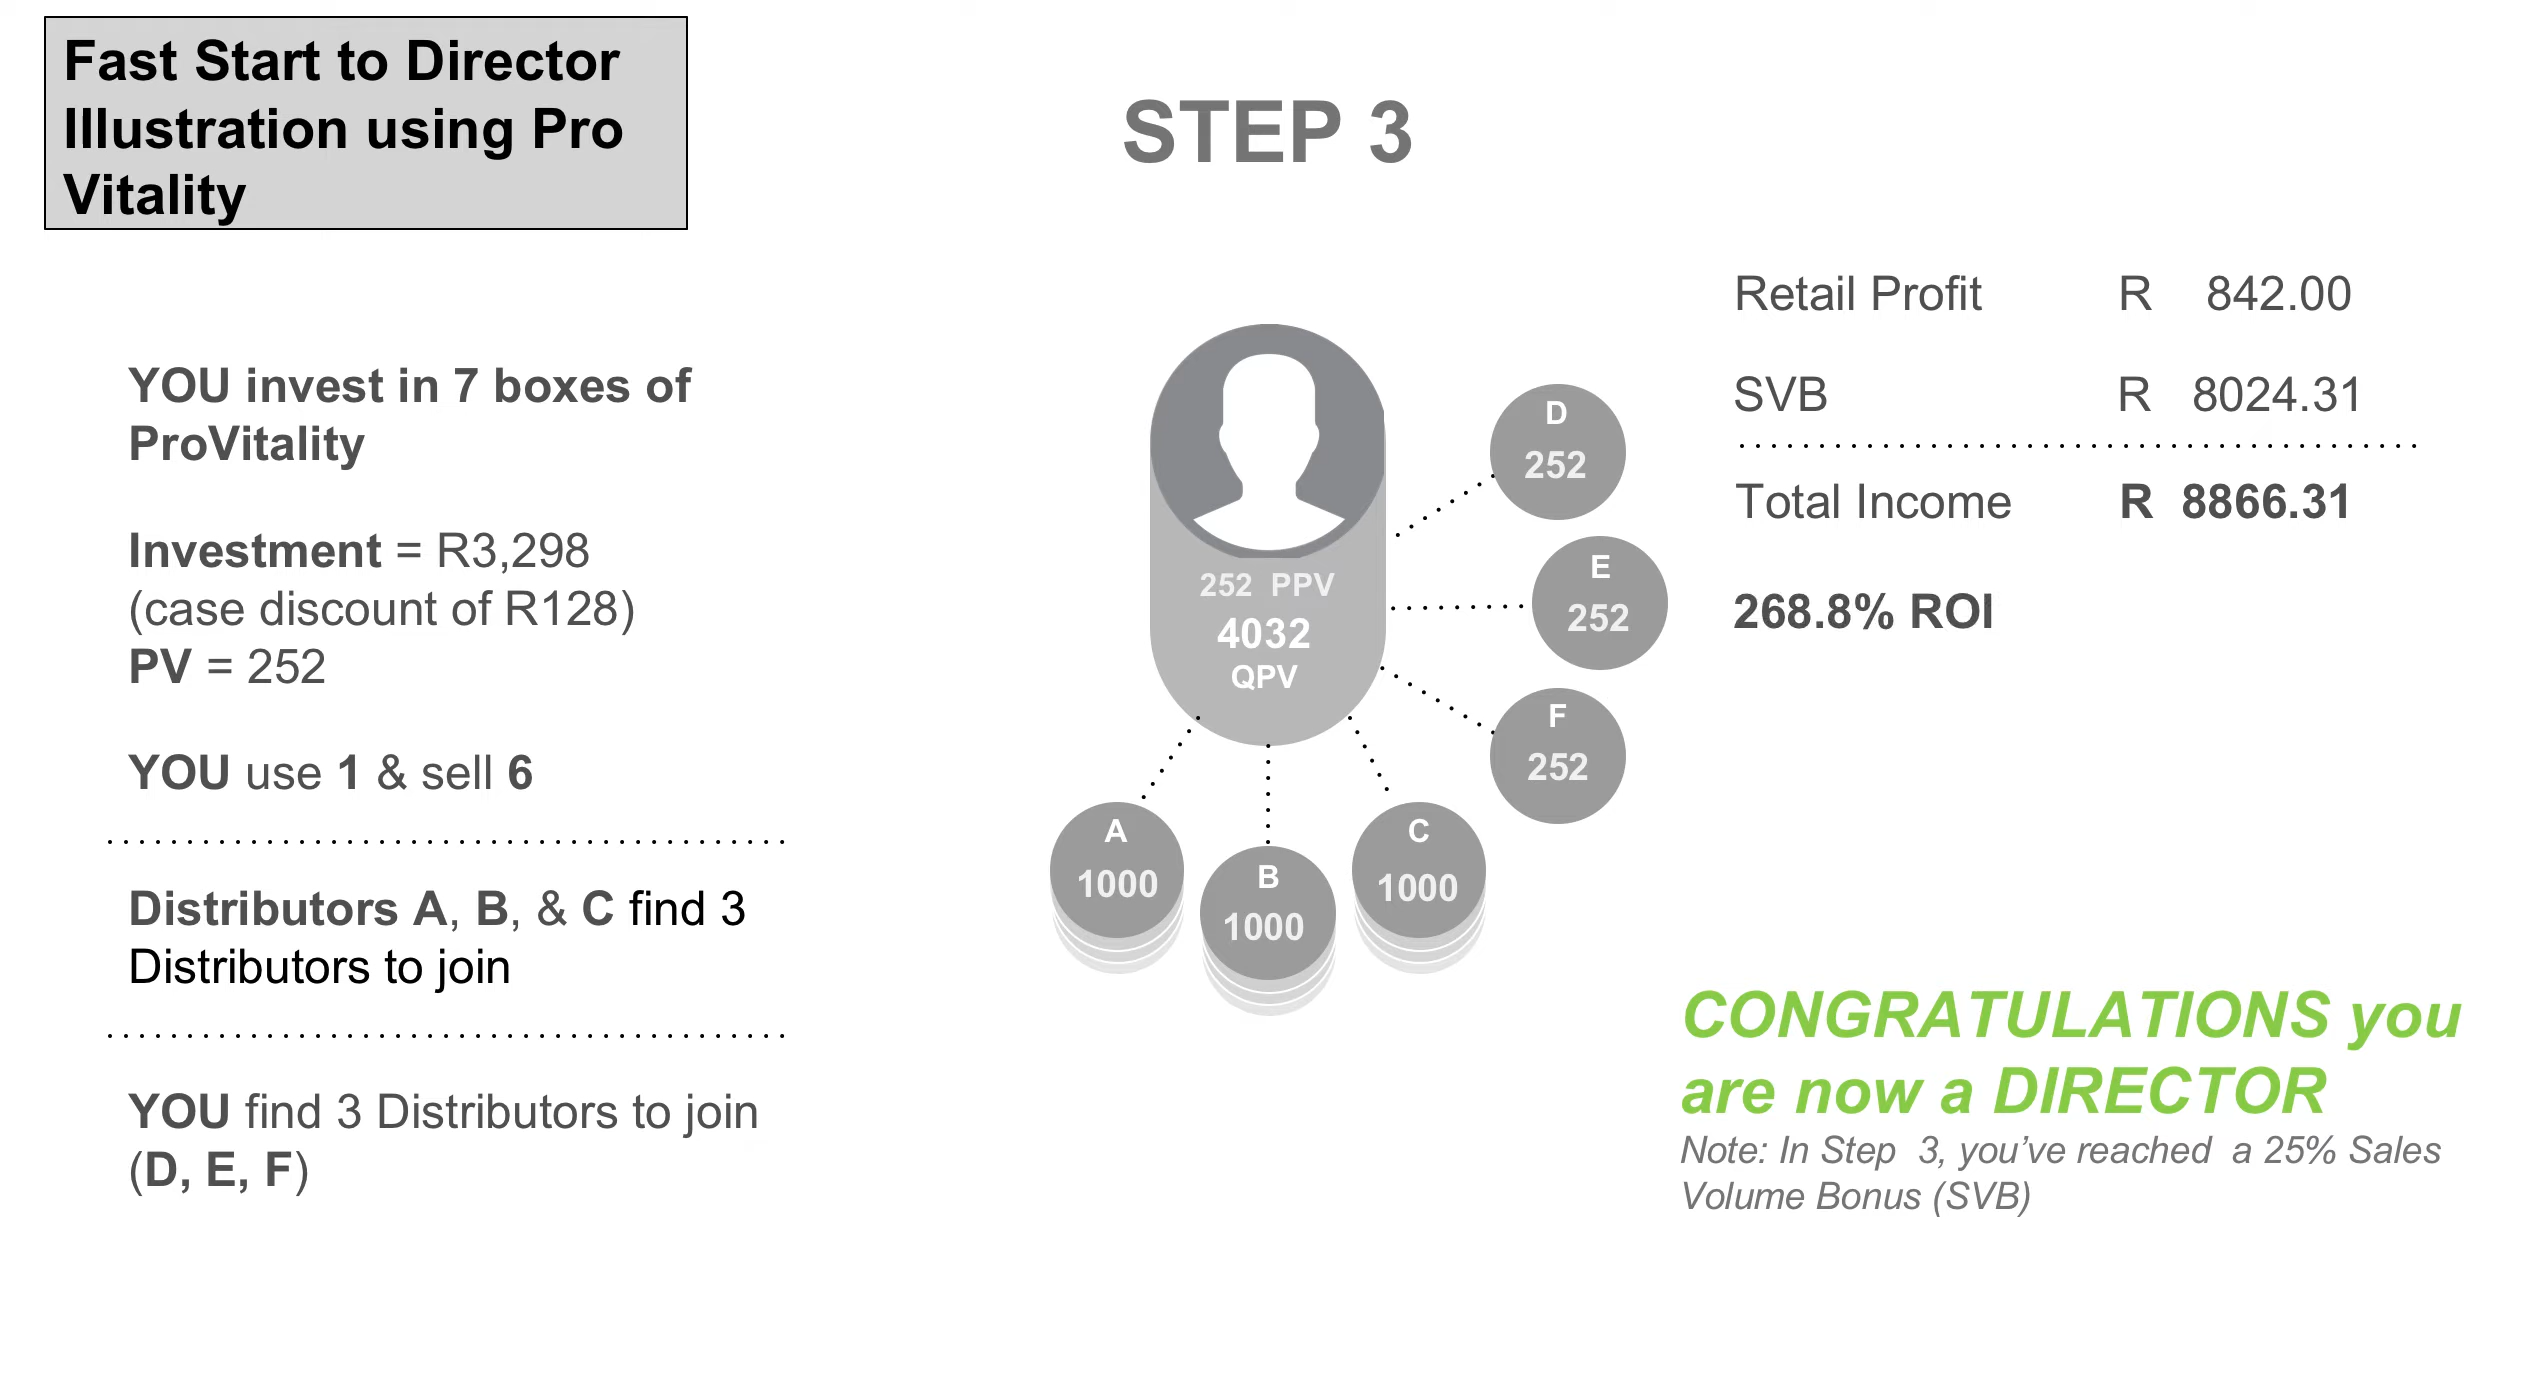 Fast Start to Director
Illustration using Pro
Vitality
STEP 3
YOU invest in 7 boxes of
ProVitality
Investment = R3,298
(case discount of R128)
PV = 252
YOU use 1 & sell 6
Distributors A, B, & C find 3
Distributors to join
YOU find 3 Distributors to join
(D, E, F)
252 PPV
4032
QPV
D
252
E
252
F
252
A
1000
B
1000
C
1000
Retail Profit R 842.00
SVB R 8024.31
Total Income R 8866.31
268.8% ROI
CONGRATULATIONS you
are now a DIRECTOR
Note: In Step 3, you’ve reached a 25% Sales
Volume Bonus (SVB)